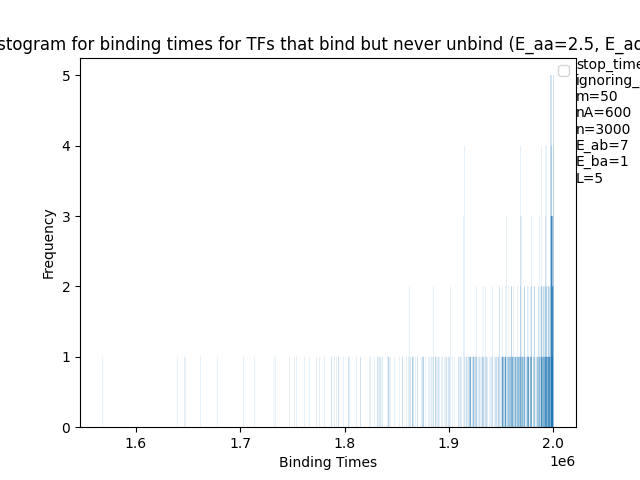 stogram for binding times for TFs that bind but never unbind (E_aa=2.5, E_ad
stop_time
ignoring_
m=50
nA=600
n=3000
E_ab=7
E_ba=1
L=5
5
4
3
2
1
0
Frequency
1.6
1.7
1.8
1.9
2.0
1e6
Binding Times